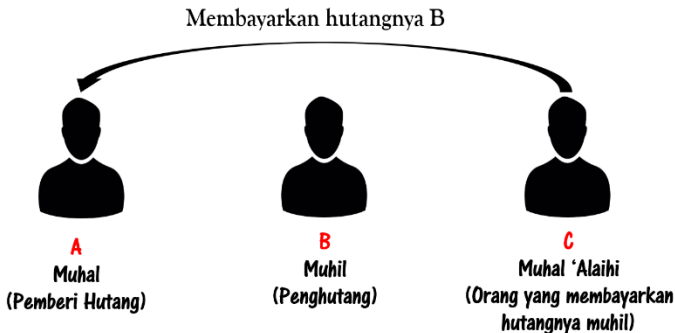 Membayarkan hutangnya B
A
Muhal
(Pemberi Hutang)
B
Muhil
(Penghutang)
C
Muhal ‘Alaihi
(Orang yang membayarkan
hutangnya muhil)